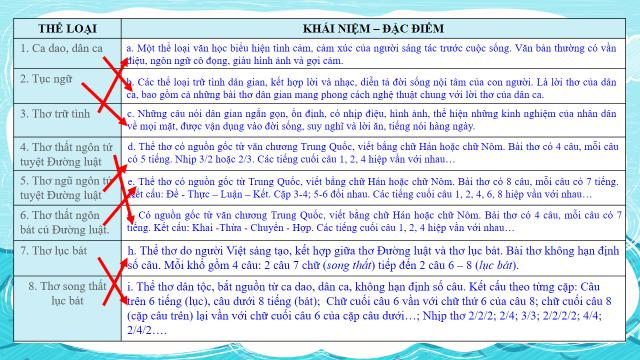 THỂ LOẠI
KHÁI NIỆM – ĐẶC ĐIỂM
1. Ca dao, dân ca
a. Một thể loại văn học biểu hiện tình cảm, cảm xúc của người sáng tác trước cuộc sống. Văn bản thường có vần
điệu, ngôn ngữ cô đọng, giàu hình ảnh và gợi cảm.
2. Tục ngữ
b. Các thể loại trữ tình dân gian, kết hợp lời và nhạc, diễn tả đời sống nội tâm của con người. Là lời thơ của dân
ca, bao gồm cả những bài thơ dân gian mang phong cách nghệ thuật chung với lời thơ của dân ca.
3. Thơ trữ tình
c. Những câu nói dân gian ngắn gọn, ổn định, có nhịp điệu, hình ảnh, thể hiện những kinh nghiệm của nhân dân
về mọi mặt, được vận dụng vào đời sống, suy nghĩ và lời ăn, tiếng nói hàng ngày.
4. Thơ thất ngôn tứ
tuyệt Đường luật
d. Thể thơ có nguồn gốc từ văn chương Trung Quốc, viết bằng chữ Hán hoặc chữ Nôm. Bài thơ có 4 câu, mỗi câu
có 5 tiếng. Nhịp 3/2 hoặc 2/3. Các tiếng cuối câu 1, 2, 4 hiệp vần với nhau…
5. Thơ ngũ ngôn tứ
tuyệt Đường luật
e. Thể thơ có nguồn gốc từ Trung Quốc, viết bằng chữ Hán hoặc chữ Nôm. Bài thơ có 8 câu, mỗi câu có 7 tiếng.
Kết cấu: Đề - Thực – Luận – Kết. Cặp 3-4; 5-6 đối nhau. Các tiếng cuối câu 1, 2, 4, 6, 8 hiệp vần với nhau…
6. Thơ thất ngôn
bát cú Đường luật.
Có nguồn gốc từ văn chương Trung Quốc, viết bằng chữ Hán hoặc chữ Nôm. Bài thơ có 4 câu, mỗi câu có 7
tiếng. Kết cấu: Khai -Thừa - Chuyển - Hợp. Các tiếng cuối câu 1, 2, 4 hiệp vần với nhau…
7. Thơ lục bát
h. Thể thơ do người Việt sáng tạo, kết hợp giữa thơ Đường luật và thơ lục bát. Bài thơ không hạn định
số câu. Mỗi khổ gồm 4 câu: 2 câu 7 chữ (song thất) tiếp đến 2 câu 6 – 8 (lục bát).
8. Thơ song thất
lục bát
i. Thể thơ dân tộc, bắt nguồn từ ca dao, dân ca, không hạn định số câu. Kết cấu theo từng cặp: Câu
trên 6 tiếng (lục), câu dưới 8 tiếng (bát); Chữ cuối câu 6 vần với chữ thứ 6 của câu 8; chữ cuối câu 8
(cặp câu trên) lại vần với chữ cuối câu 6 của cặp câu dưới…; Nhịp thơ 2/2/2; 2/4; 3/3; 2/2/2/2; 4/4;
2/4/2….